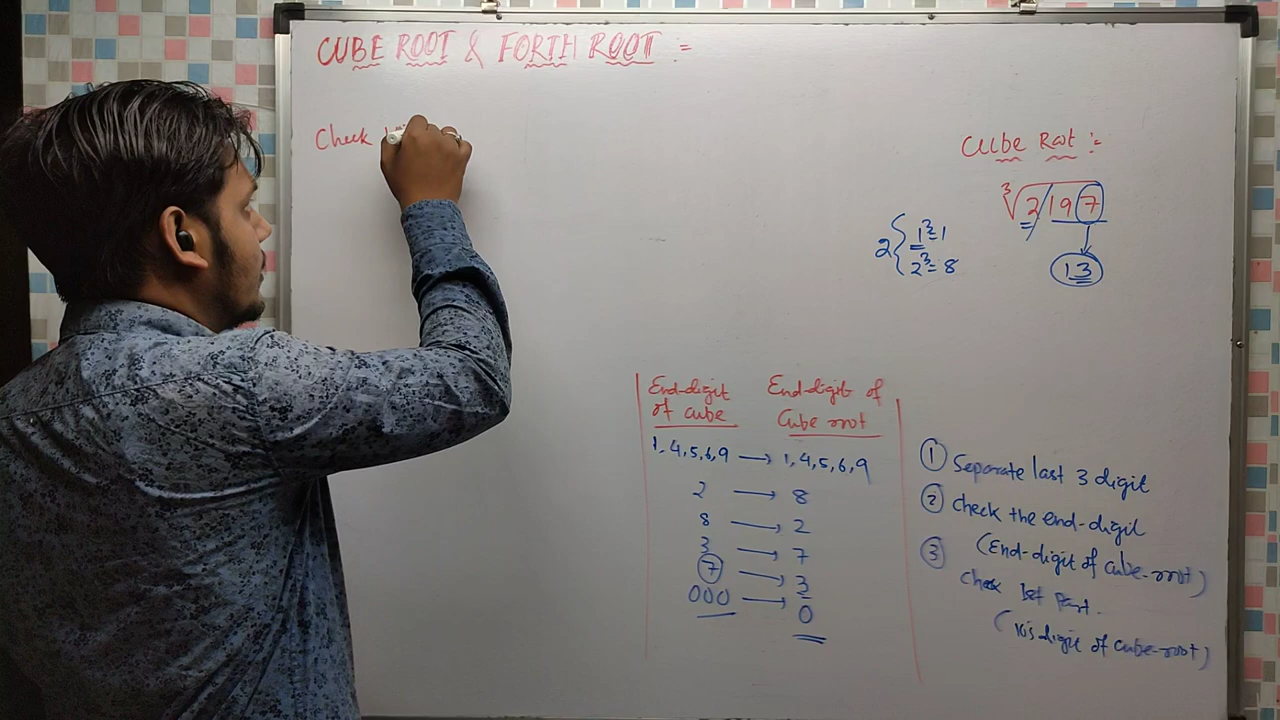 CUBE ROOT & FORTH ROOT :-
Check
Cube Root :-
3√2/197
2 { 1³=1
2³=8
13
End-digit of cube
End-digit of Cube root
1,4,5,6,9 → 1,4,5,6,9
2 → 8
8 → 2
3 → 7
7 → 3
000 → 0
① Separate last 3 digit
② Check the end-digit
(End-digit of cube-root)
③ Check 1st Part.
(10's digit of cube-root)